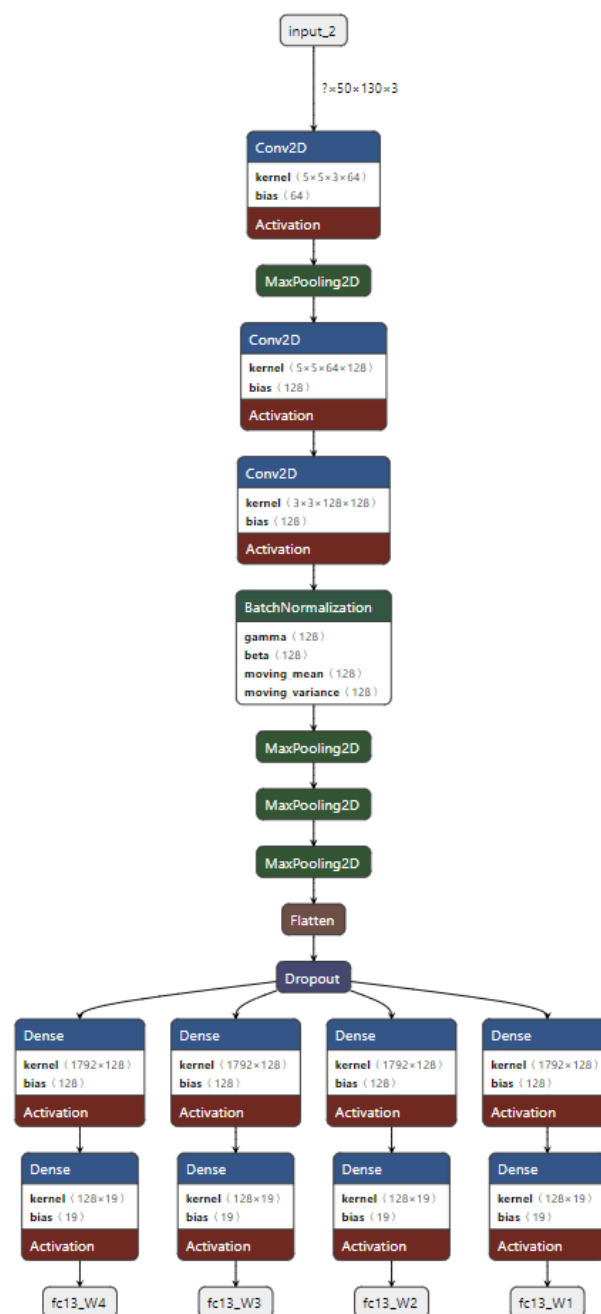 input_2
?×50×130×3
Conv2D
kernel ⟨5×5×3×64⟩
bias ⟨64⟩
Activation
MaxPooling2D
Conv2D
kernel ⟨5×5×64×128⟩
bias ⟨128⟩
Activation
Conv2D
kernel ⟨3×3×128×128⟩
bias ⟨128⟩
Activation
BatchNormalization
gamma ⟨128⟩
beta ⟨128⟩
moving mean ⟨128⟩
moving variance ⟨128⟩
MaxPooling2D
MaxPooling2D
MaxPooling2D
Flatten
Dropout
Dense Dense Dense Dense
kernel ⟨1792×128⟩ kernel ⟨1792×128⟩ kernel ⟨1792×128⟩ kernel ⟨1792×128⟩
bias ⟨128⟩ bias ⟨128⟩ bias ⟨128⟩ bias ⟨128⟩
Activation Activation Activation Activation
Dense Dense Dense Dense
kernel ⟨128×19⟩ kernel ⟨128×19⟩ kernel ⟨128×19⟩ kernel ⟨128×19⟩
bias ⟨19⟩ bias ⟨19⟩ bias ⟨19⟩ bias ⟨19⟩
Activation Activation Activation Activation
fc13_W4 fc13_W3 fc13_W2 fc13_W1